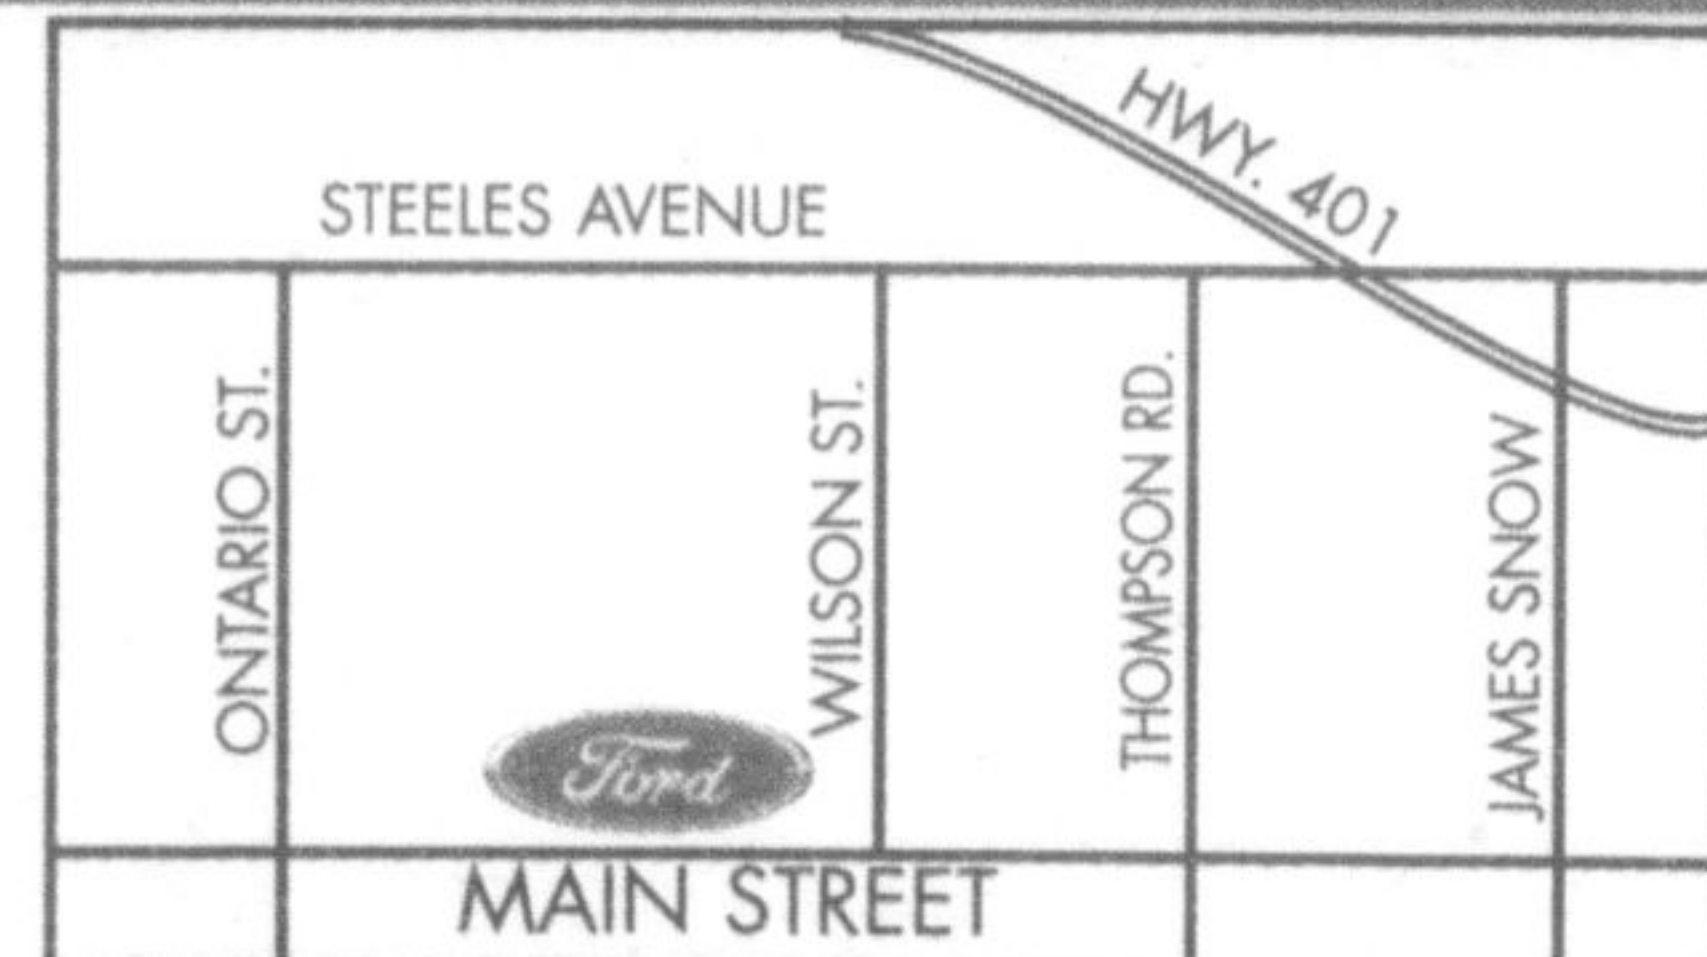 HWY. 401
STEELES AVENUE
ONTARIO ST.
WILSON ST.
THOMPSON RD.
JAMES SNOW
Ford
MAIN STREET